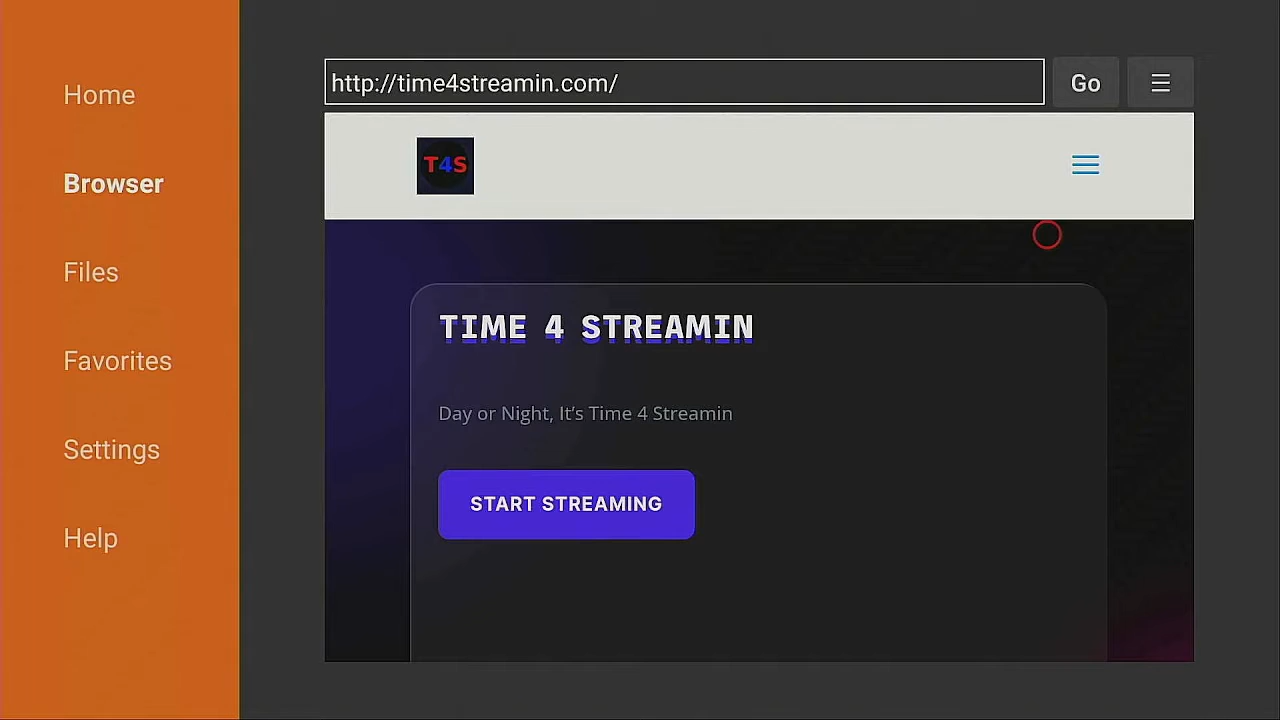 Home
Browser
Files
Favorites
Settings
Help
http://time4streamin.com/
Go
T4S
TIME 4 STREAMIN
Day or Night, It's Time 4 Streamin
START STREAMING